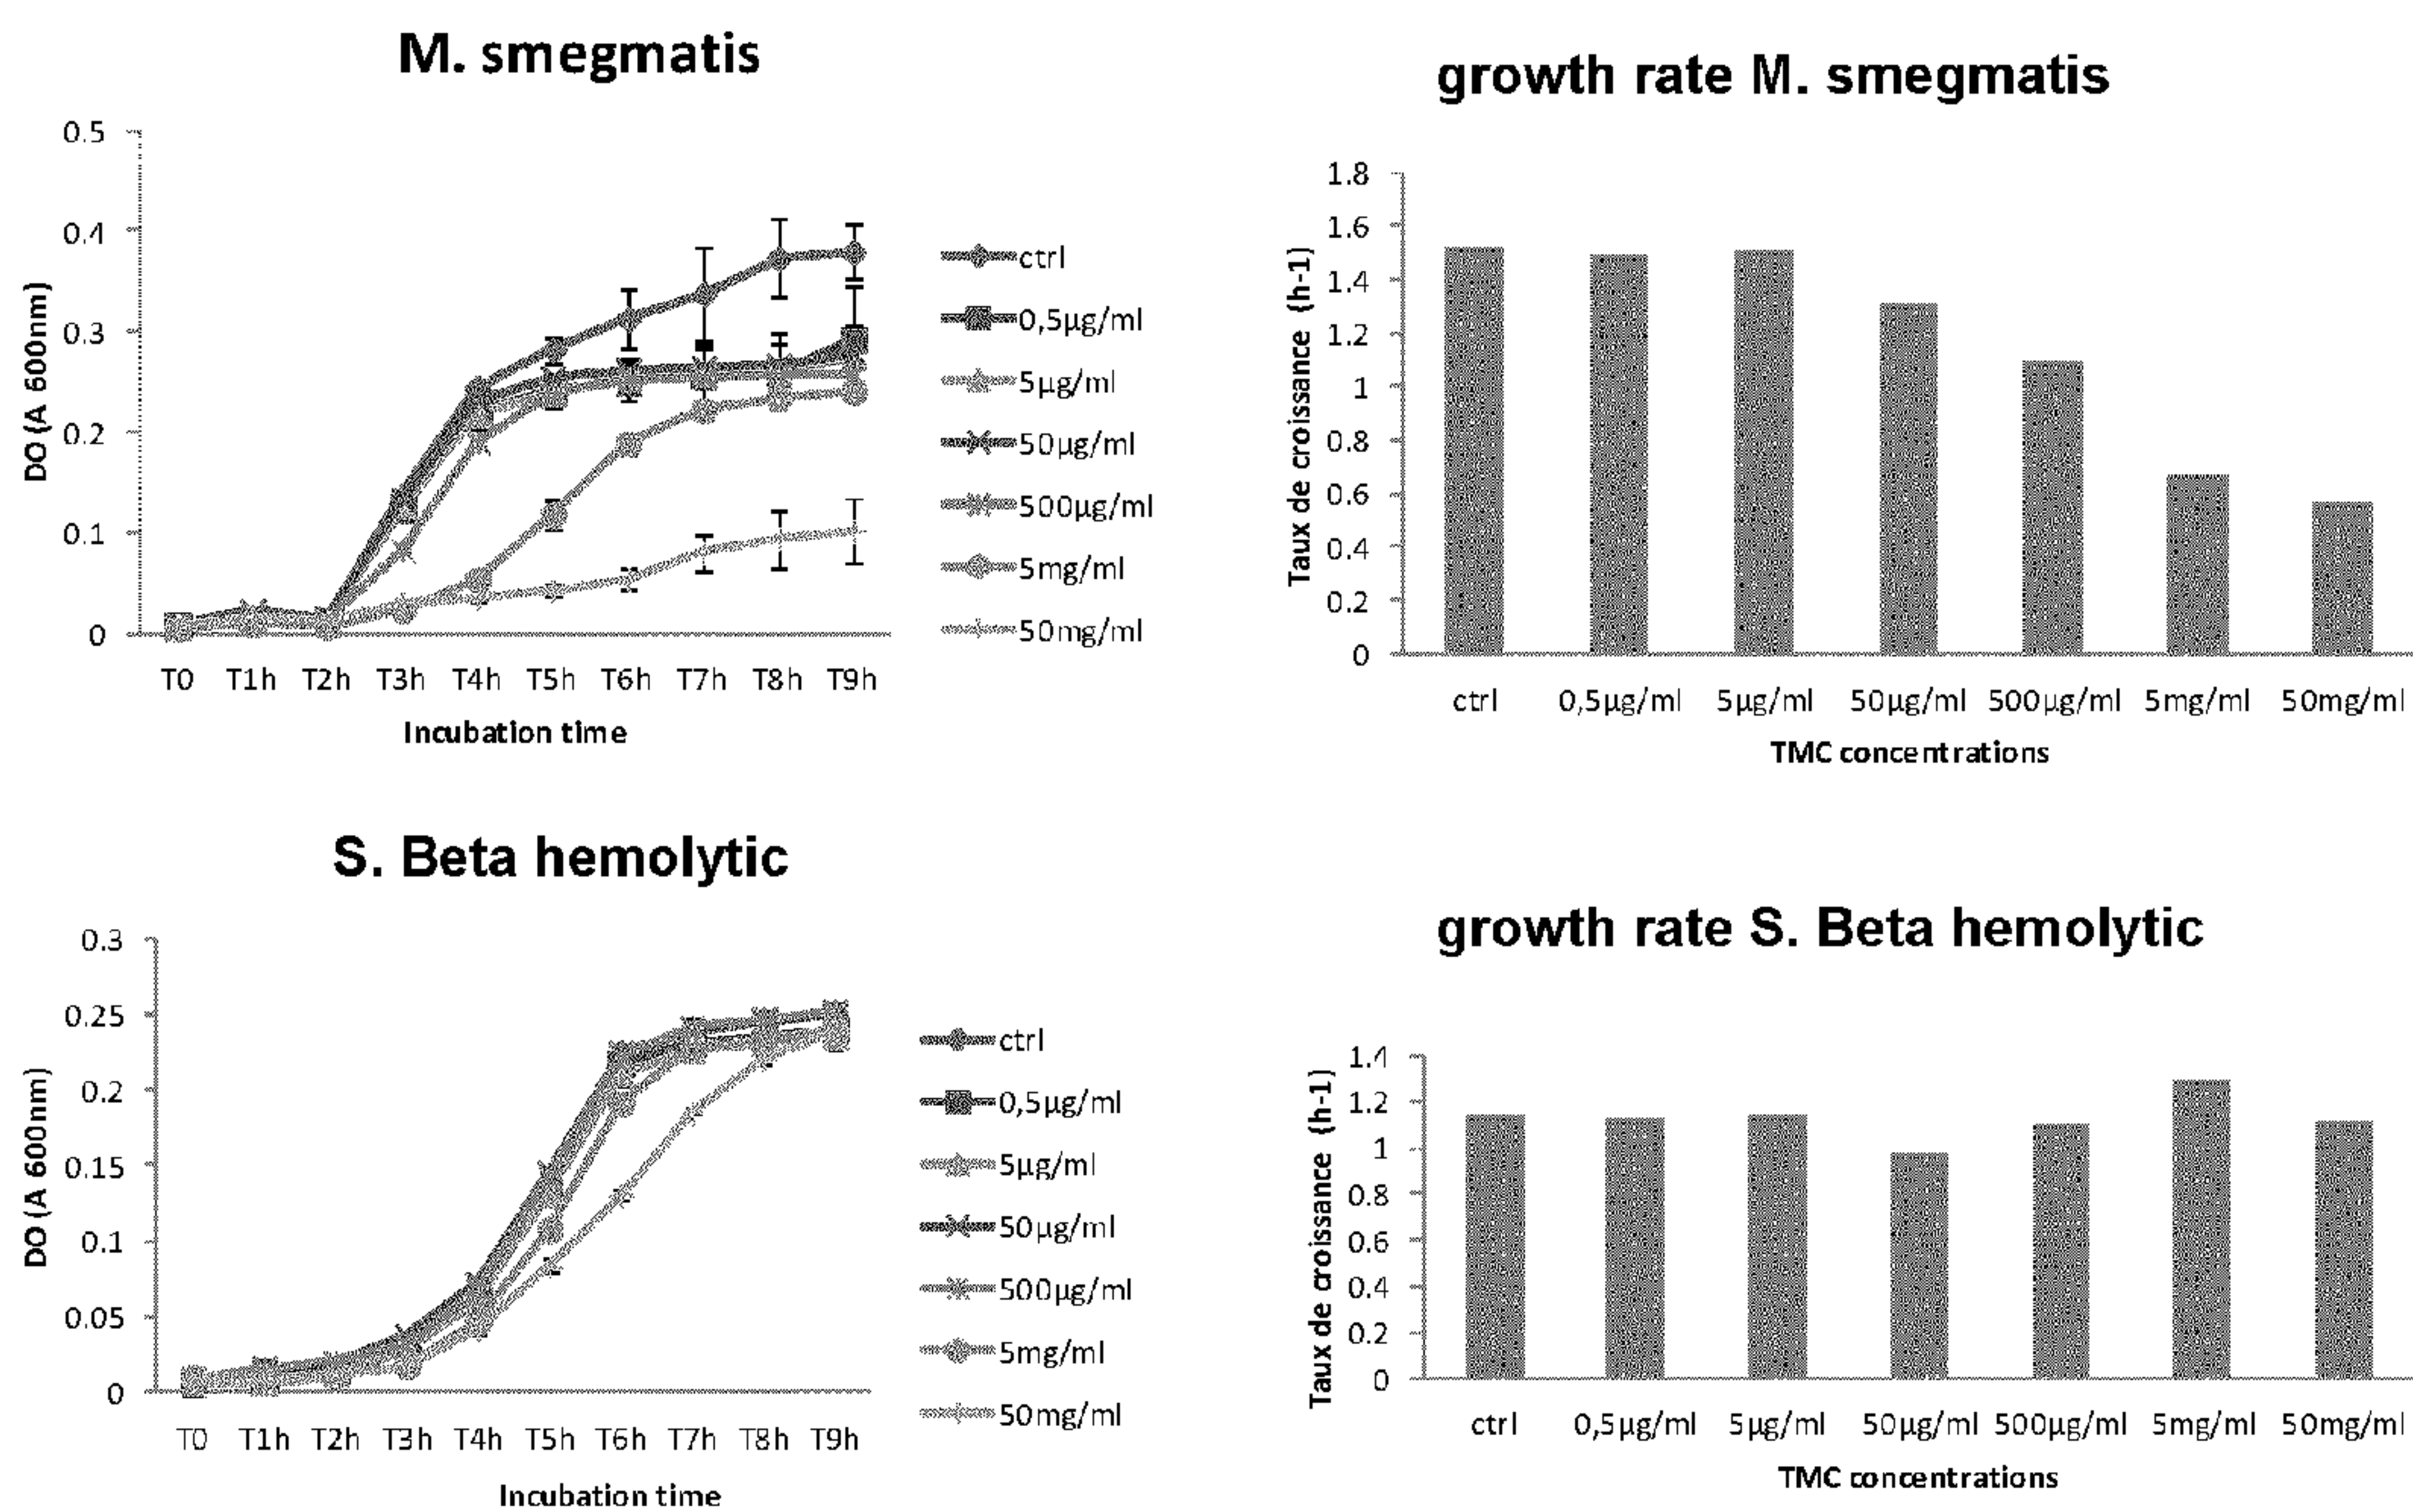 M. smegmatis
0.5
0.4
0.3
0.2
0.1
0
DO (A 600nm)
T0 T1h T2h T3h T4h T5h T6h T7h T8h T9h
Incubation time
ctrl
0,5µg/ml
5µg/ml
50µg/ml
500µg/ml
5mg/ml
50mg/ml
growth rate M. smegmatis
1.8
1.6
1.4
1.2
1
0.8
0.6
0.4
0.2
0
Taux de croissance (h-1)
ctrl 0,5µg/ml 5µg/ml 50µg/ml 500µg/ml 5mg/ml 50mg/ml
TMC concentrations
S. Beta hemolytic
0.3
0.25
0.2
0.15
0.1
0.05
0
DO (A 600nm)
T0 T1h T2h T3h T4h T5h T6h T7h T8h T9h
Incubation time
ctrl
0,5µg/ml
5µg/ml
50µg/ml
500µg/ml
5mg/ml
50mg/ml
growth rate S. Beta hemolytic
1.4
1.2
1
0.8
0.6
0.4
0.2
0
Taux de croissance (h-1)
ctrl 0,5µg/ml 5µg/ml 50µg/ml 500µg/ml 5mg/ml 50mg/ml
TMC concentrations